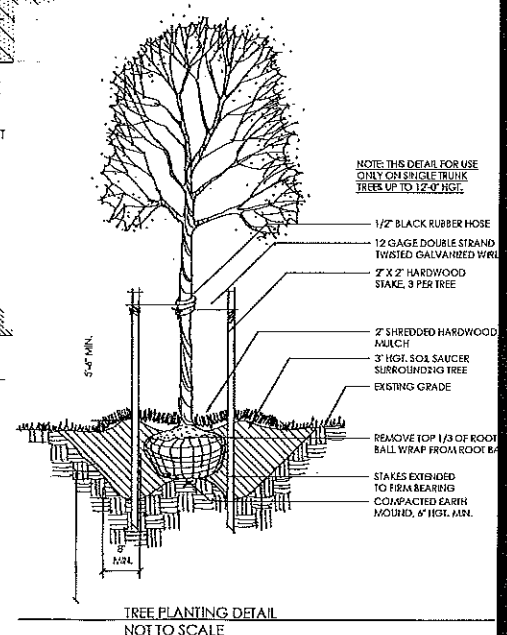 T
NOTE: THIS DETAIL FOR USE
ONLY ON SINGLE TRUNK
TREES UP TO 12'-0" HGT.
1/2" BLACK RUBBER HOSE
12 GAGE DOUBLE STRAND
TWISTED GALVANIZED WIR
2" X 2" HARDWOOD
STAKE, 3 PER TREE
5'-6" MIN.
2" SHREDDED HARDWOOD
MULCH
3" HGT. SOIL SAUCER
SURROUNDING TREE
EXISTING GRADE
REMOVE TOP 1/3 OF ROOT
BALL WRAP FROM ROOT BA
STAKES EXTENDED
TO FIRM BEARING
COMPACTED EARTH
MOUND, 6" HGT. MIN.
MIN.
TREE PLANTING DETAIL
NOT TO SCALE